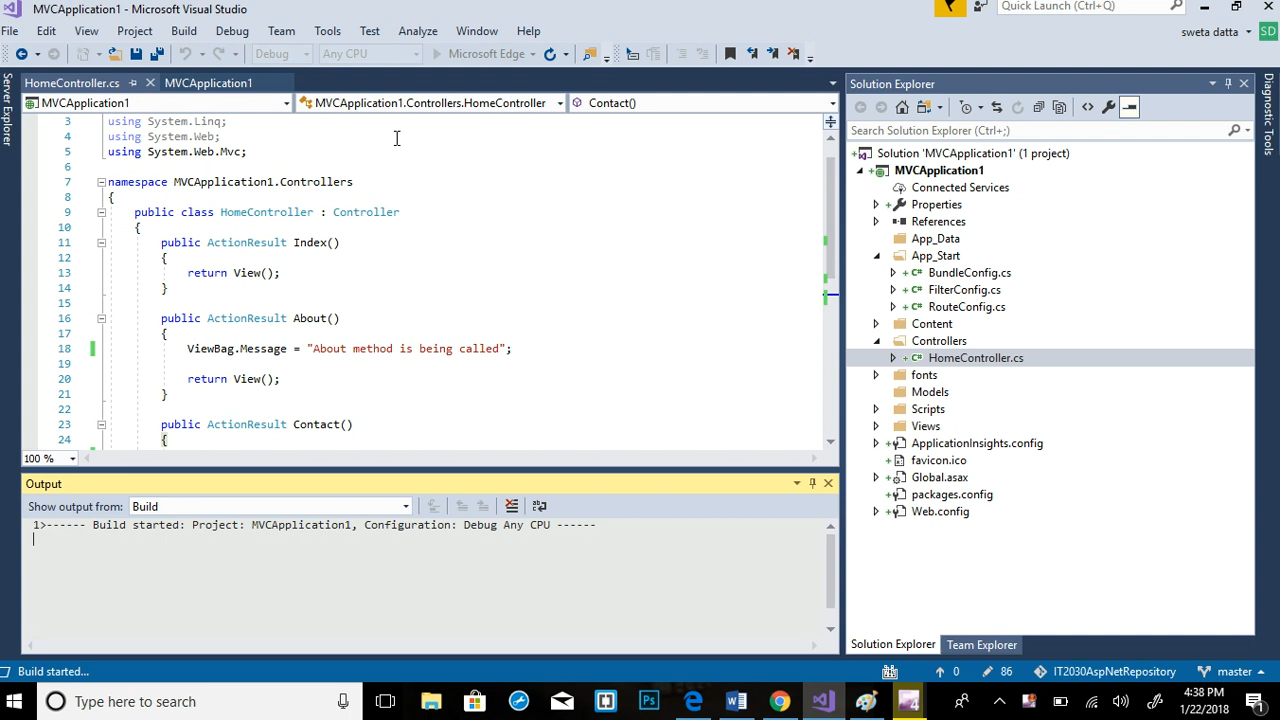 MVCApplication1 - Microsoft Visual Studio
Quick Launch (Ctrl+Q)
File Edit View Project Build Debug Team Tools Test Analyze Window Help
sweta datta SD
Debug Any CPU Microsoft Edge
Server Explorer
HomeController.cs MVCApplication1
MVCApplication1 MVCApplication1.Controllers.HomeController Contact()
3 using System.Linq;
4 using System.Web;
5 using System.Web.Mvc;
6
7 namespace MVCApplication1.Controllers
8 {
9 public class HomeController : Controller
10 {
11 public ActionResult Index()
12 {
13 return View();
14 }
15
16 public ActionResult About()
17 {
18 ViewBag.Message = "About method is being called";
19
20 return View();
21 }
22
23 public ActionResult Contact()
24 {
100 %
Output
Show output from: Build
1>------ Build started: Project: MVCApplication1, Configuration: Debug Any CPU ------
Solution Explorer
Search Solution Explorer (Ctrl+;)
Solution 'MVCApplication1' (1 project)
MVCApplication1
Connected Services
Properties
References
App_Data
App_Start
C# BundleConfig.cs
C# FilterConfig.cs
C# RouteConfig.cs
Content
Controllers
C# HomeController.cs
fonts
Models
Scripts
Views
ApplicationInsights.config
favicon.ico
Global.asax
packages.config
Web.config
Solution Explorer Team Explorer
Diagnostic Tools
Build started... 0 86 IT2030AspNetRepository master
Type here to search
Ps
4:38 PM
1/22/2018